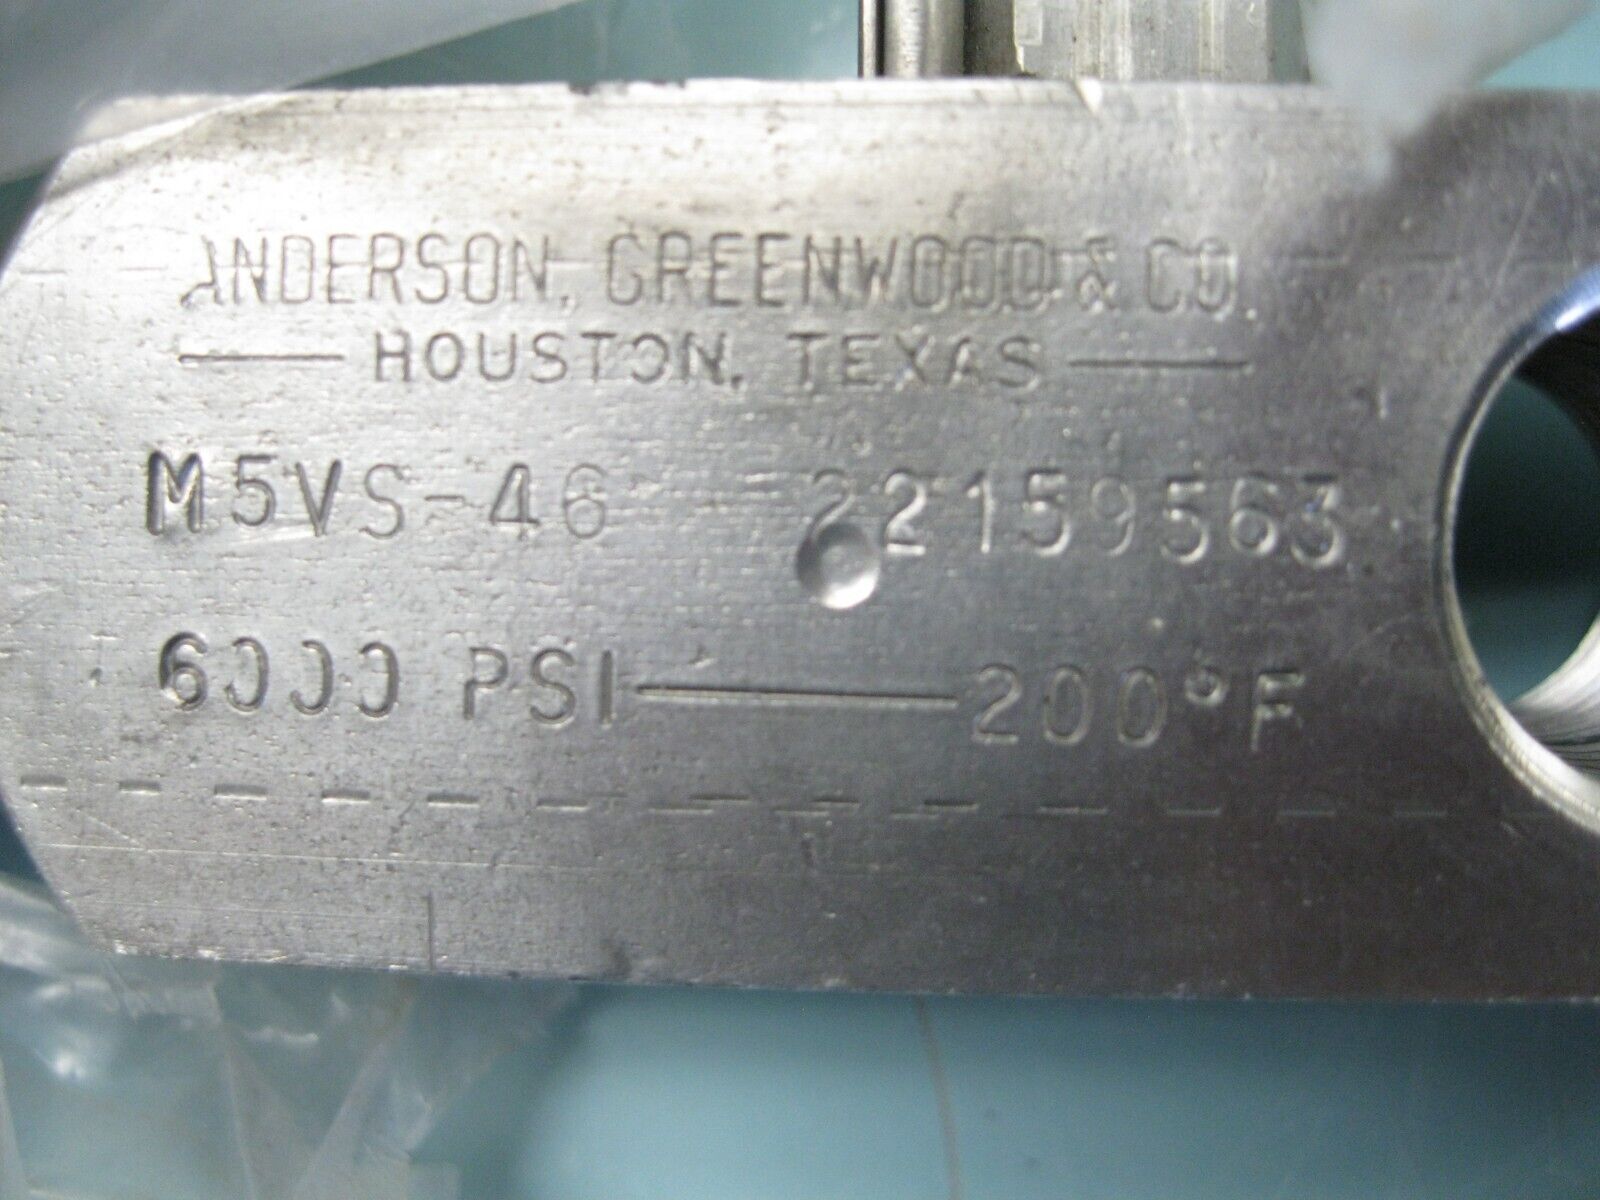 ANDERSON, GREENWOOD & CO.
HOUSTON, TEXAS
M5VS-46 22159563
6000 PSI 200°F